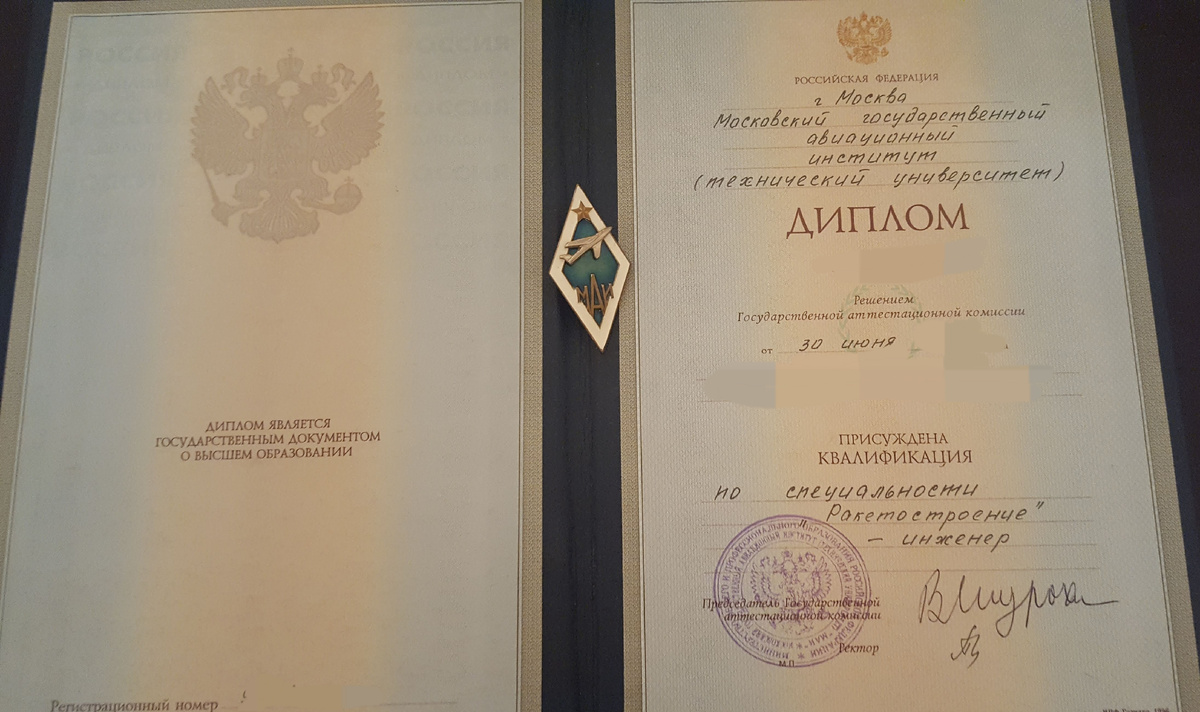 ДИПЛОМ ЯВЛЯЕТСЯ
ГОСУДАРСТВЕННЫМ ДОКУМЕНТОМ
О ВЫСШЕМ ОБРАЗОВАНИИ
Регистрационный номер
МАИ
РОССИЙСКАЯ ФЕДЕРАЦИЯ
г Москва
Московский государственный
авиационный
институт
(технический университет)
ДИПЛОМ
Решением
Государственной аттестационной комиссии
от 30 июня
ПРИСУЖДЕНА
КВАЛИФИКАЦИЯ
по специальности
"Ракетостроение"
– инженер
Председатель Государственной
аттестационной комиссии
Ректор
М.П.